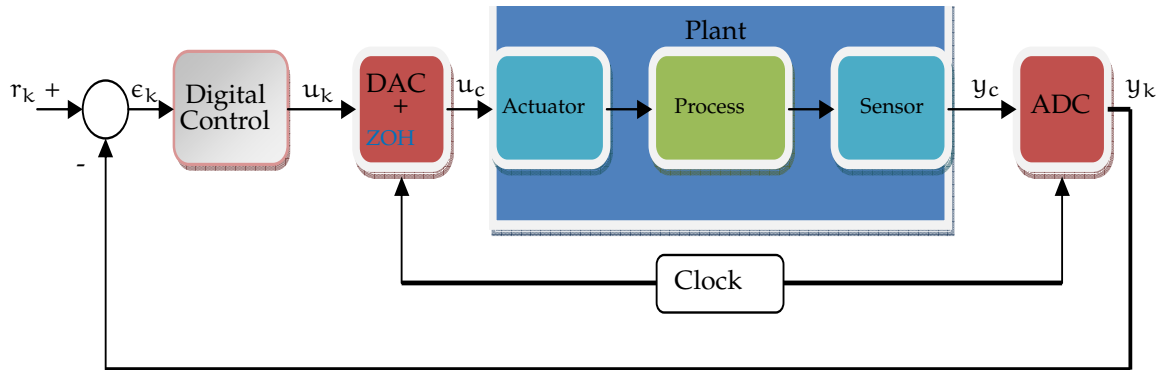 Plant
r_k + ϵ_k Digital Control u_k DAC + ZOH u_c Actuator Process Sensor y_c ADC y_k
-
Clock